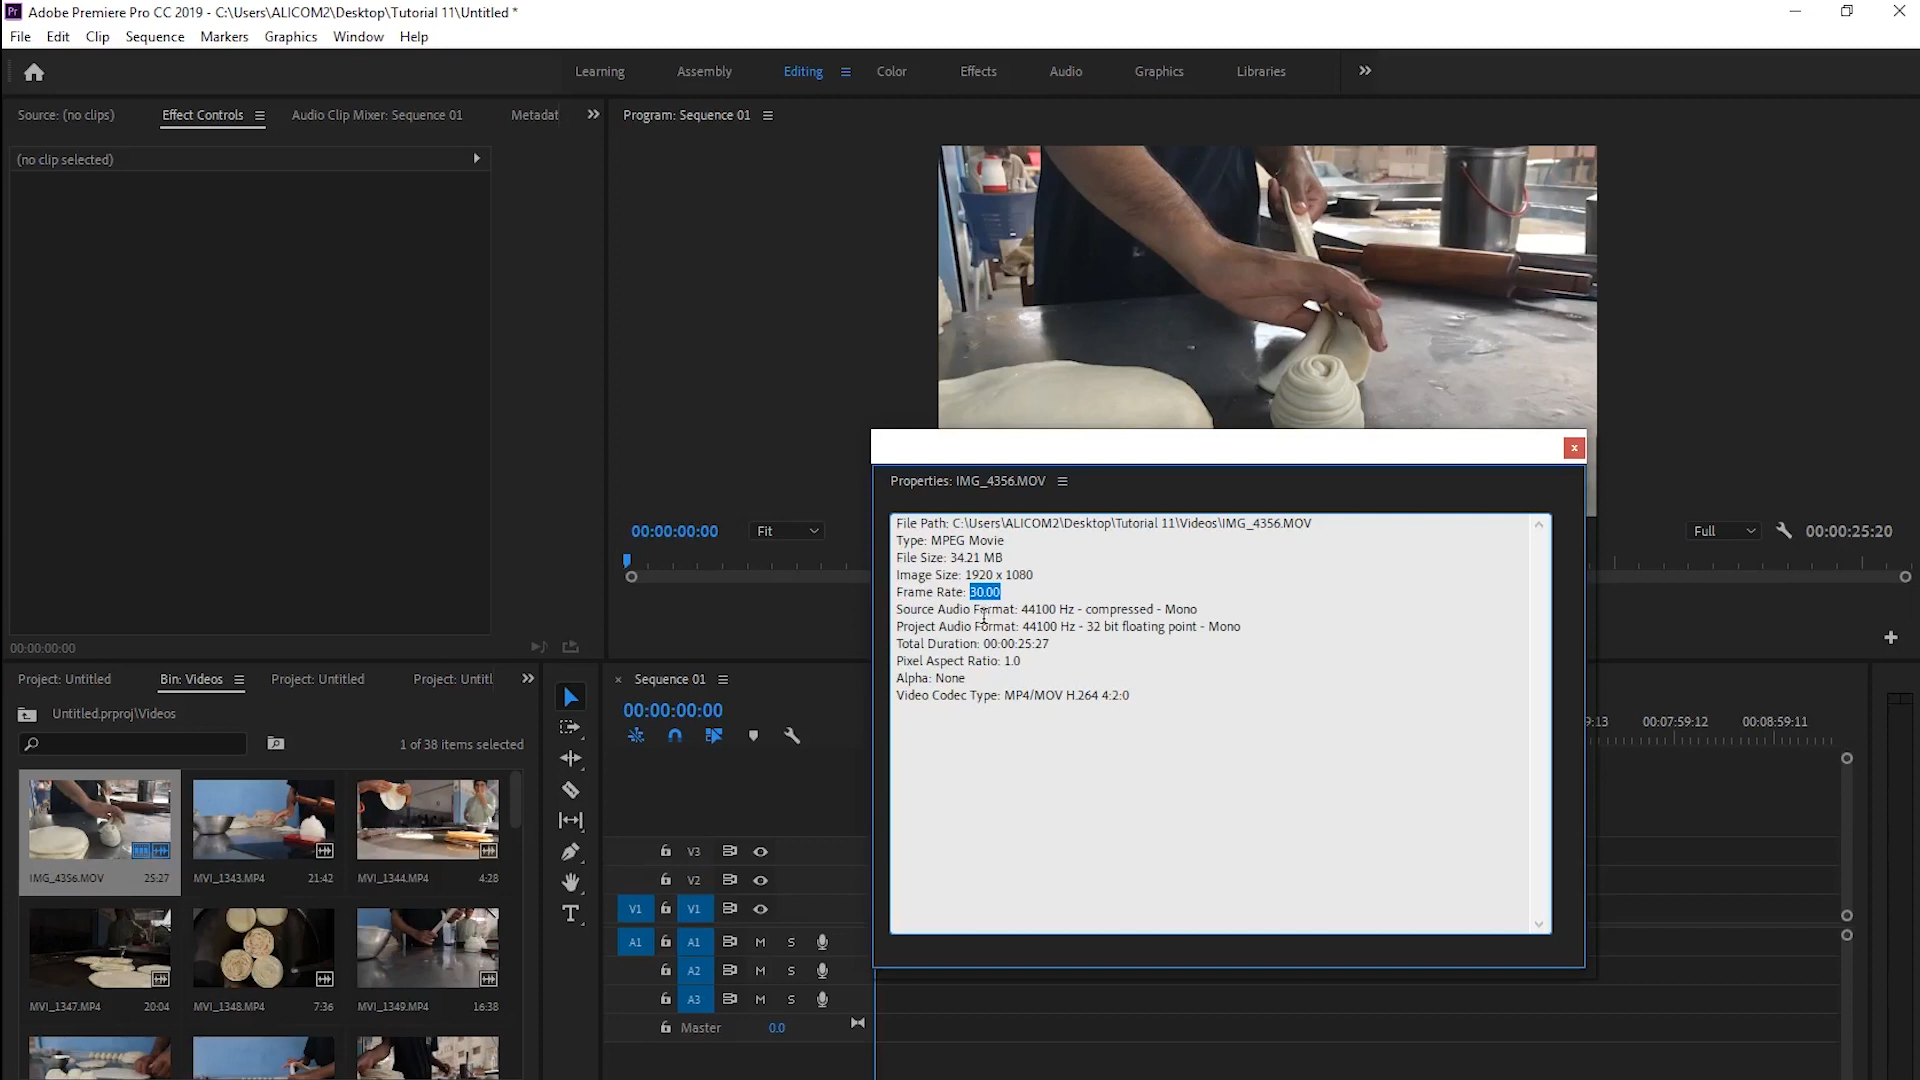 Adobe Premiere Pro CC 2019 - C:\Users\ALICOM2\Desktop\Tutorial 11\Untitled *
File Edit Clip Sequence Markers Graphics Window Help
Learning Assembly Editing Color Effects Audio Graphics Libraries
Source: (no clips) Effect Controls Audio Clip Mixer: Sequence 01 Metadat
Program: Sequence 01
(no clip selected)
Properties: IMG_4356.MOV
File Path: C:\Users\ALICOM2\Desktop\Tutorial 11\Videos\IMG_4356.MOV
Type: MPEG Movie
File Size: 34.21 MB
Image Size: 1920 x 1080
Frame Rate: 30.00
Source Audio Format: 44100 Hz - compressed - Mono
Project Audio Format: 44100 Hz - 32 bit floating point - Mono
Total Duration: 00:00:25:27
Pixel Aspect Ratio: 1.0
Alpha: None
Video Codec Type: MP4/MOV H.264 4:2:0
00:00:00:00 Fit Full 00:00:25:20
00:00:00:00
Project: Untitled Bin: Videos Project: Untitled Project: Untitl
Untitled.prproj\Videos
1 of 38 items selected
IMG_4356.MOV 25:27 MVI_1343.MP4 21:42 MVI_1344.MP4 4:28
MVI_1347.MP4 20:04 MVI_1348.MP4 7:36 MVI_1349.MP4 16:38
Sequence 01
00:00:00:00
9:13 00:07:59:12 00:08:59:11
V3
V2
V1 V1
A1 A1 M S
A2 M S
A3 M S
Master 0.0